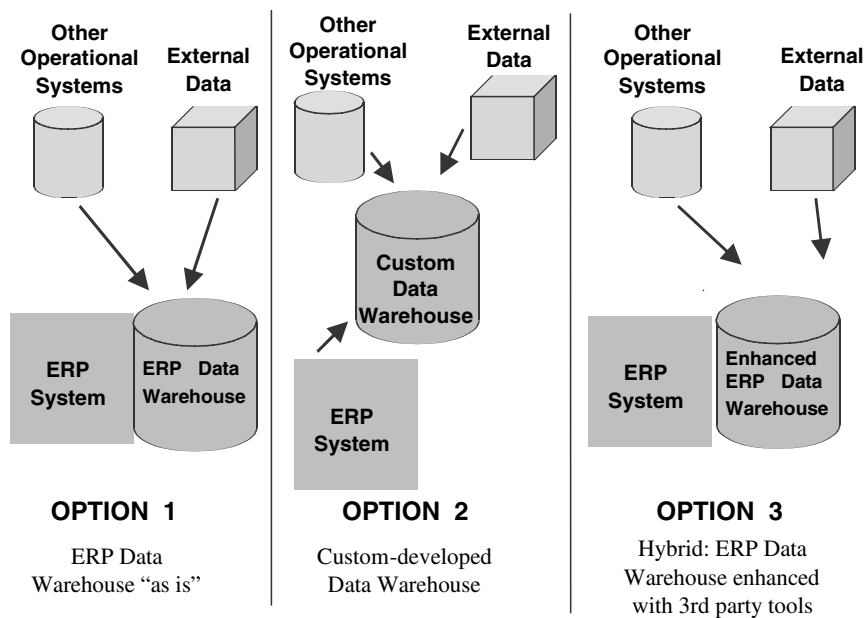 Other
Operational
Systems
External
Data
ERP
System
ERP Data
Warehouse
OPTION 1
ERP Data
Warehouse “as is”
Other
Operational
Systems
External
Data
Custom
Data
Warehouse
ERP
System
OPTION 2
Custom-developed
Data Warehouse
Other
Operational
Systems
External
Data
ERP
System
Enhanced
ERP Data
Warehouse
OPTION 3
Hybrid: ERP Data
Warehouse enhanced
with 3rd party tools